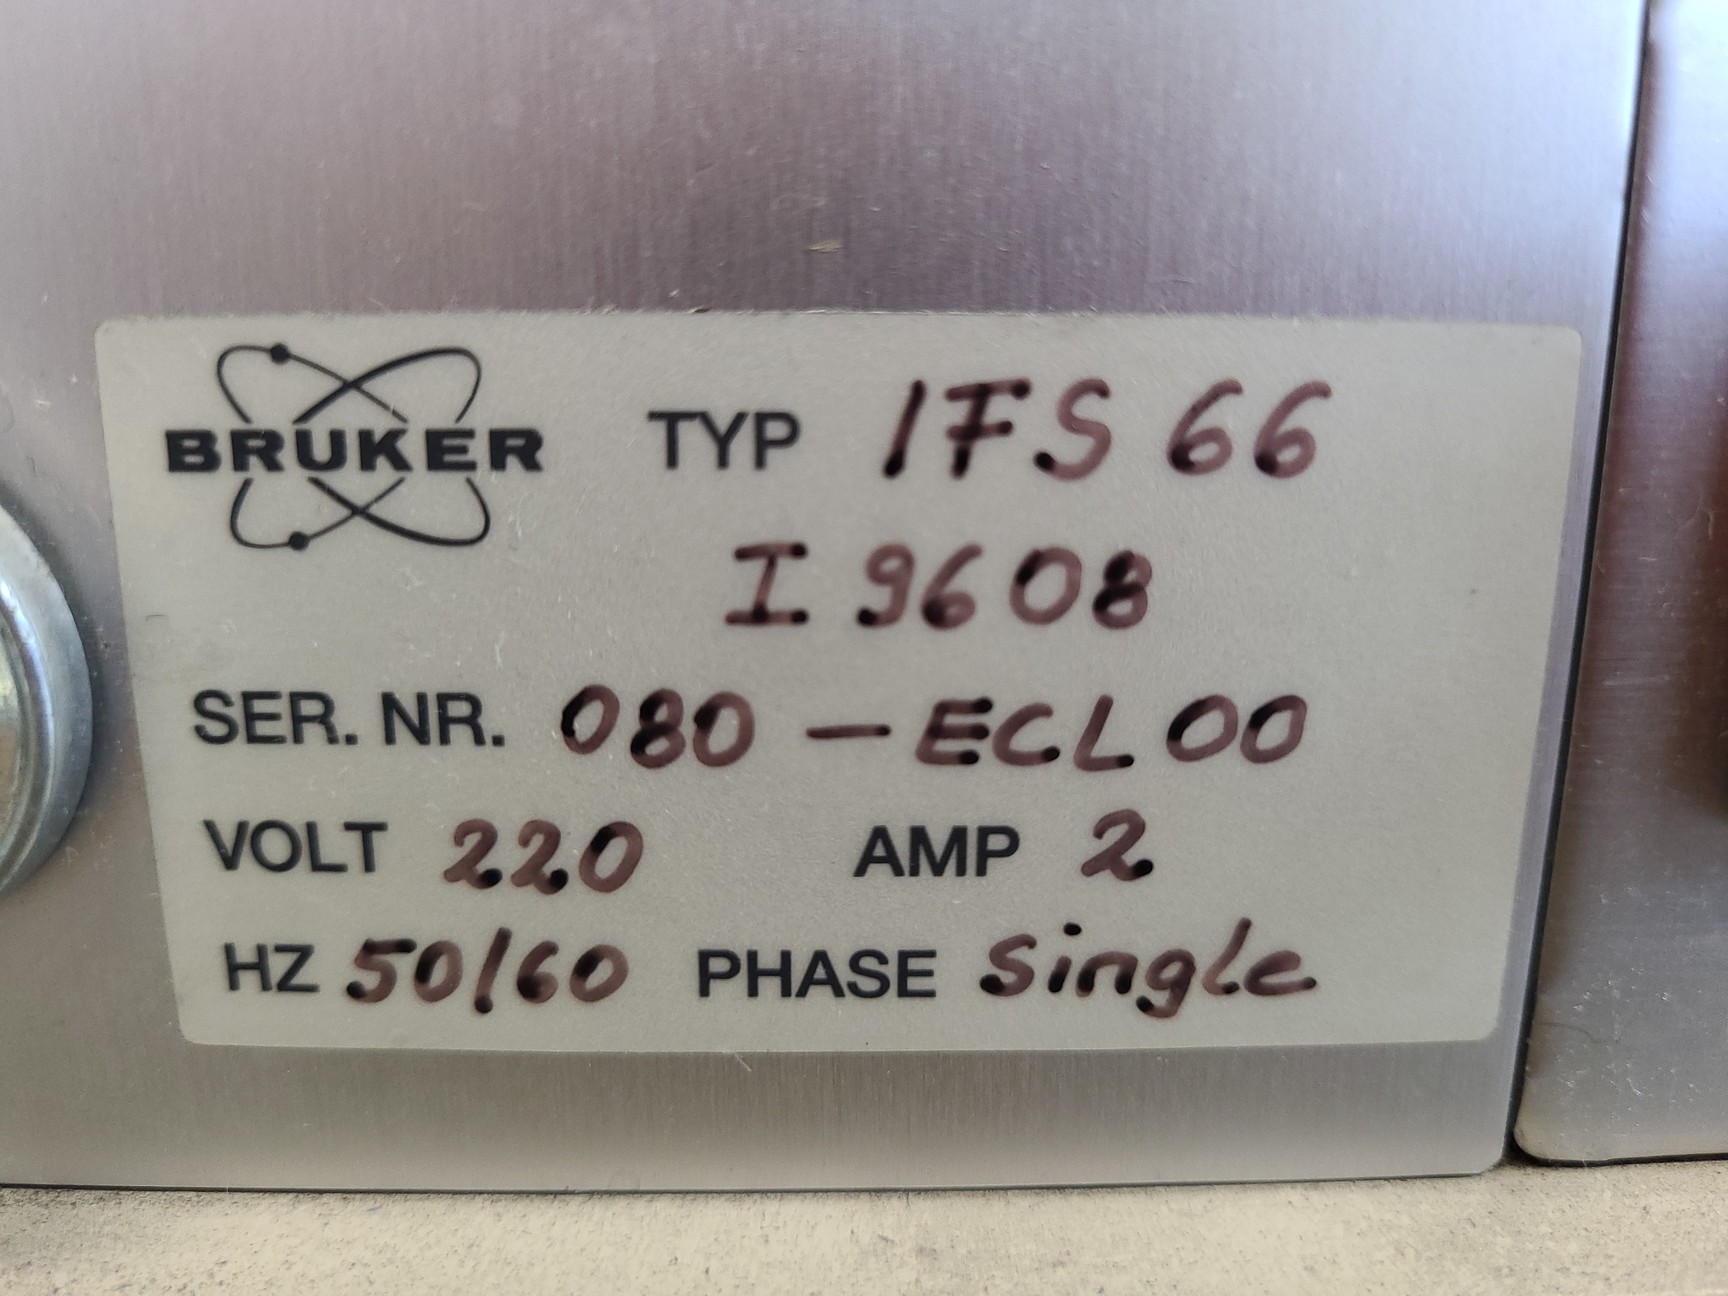 BRUKER TYP IFS 66
I 9608
SER. NR. 080 - ECL00
VOLT 220 AMP 2
HZ 50/60 PHASE single